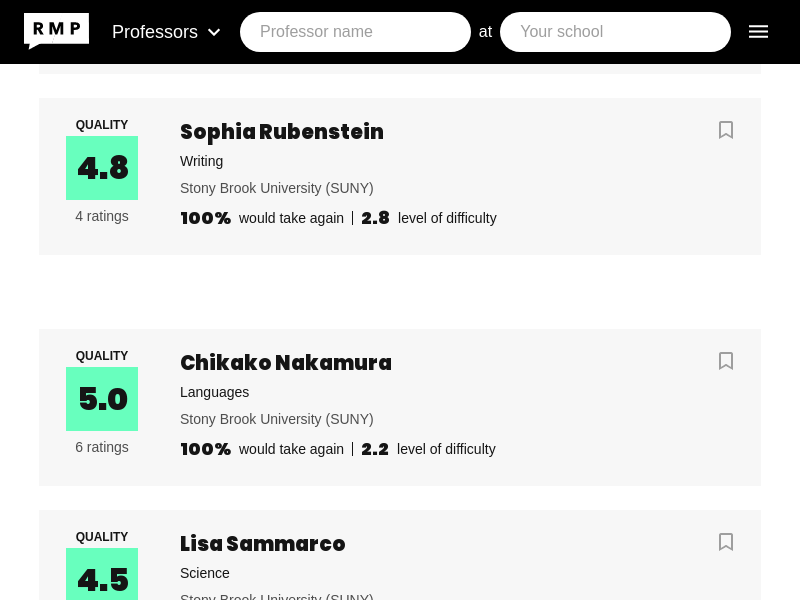 RMP
Professors
Professor name
at
Your school
QUALITY
4.8
4 ratings
Sophia Rubenstein
Writing
Stony Brook University (SUNY)
100% would take again
2.8 level of difficulty
QUALITY
5.0
6 ratings
Chikako Nakamura
Languages
Stony Brook University (SUNY)
100% would take again
2.2 level of difficulty
QUALITY
4.5
Lisa Sammarco
Science
Stony Brook University (SUNY)